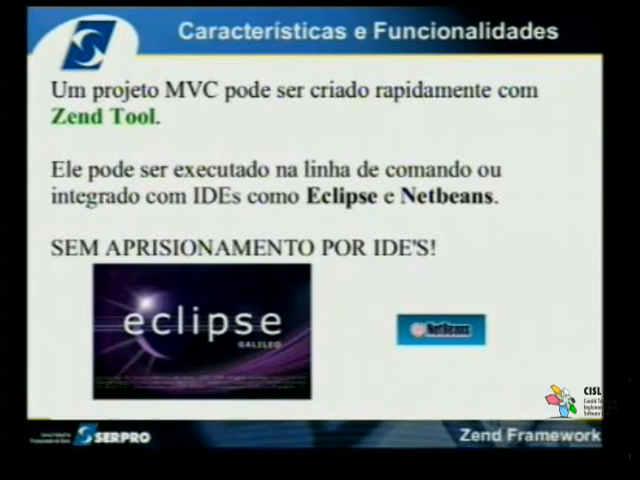 Características e Funcionalidades
Um projeto MVC pode ser criado rapidamente com
Zend Tool.
Ele pode ser executado na linha de comando ou
integrado com IDEs como Eclipse e Netbeans.
SEM APRISIONAMENTO POR IDE'S!
eclipse
GALILEO
NetBeans
CISL
Software
SERPRO
Zend Framework